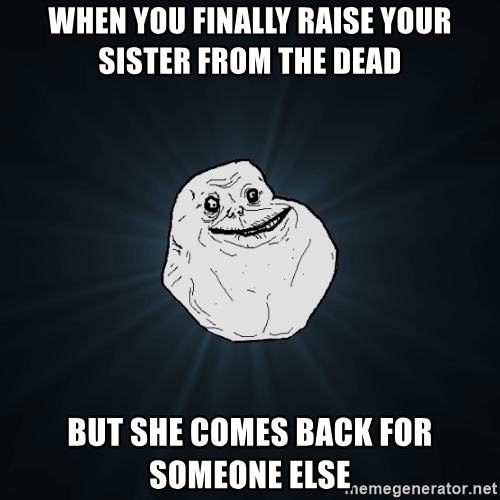 WHEN YOU FINALLY RAISE YOUR
SISTER FROM THE DEAD
BUT SHE COMES BACK FOR
SOMEONE ELSE
memegenerator.net